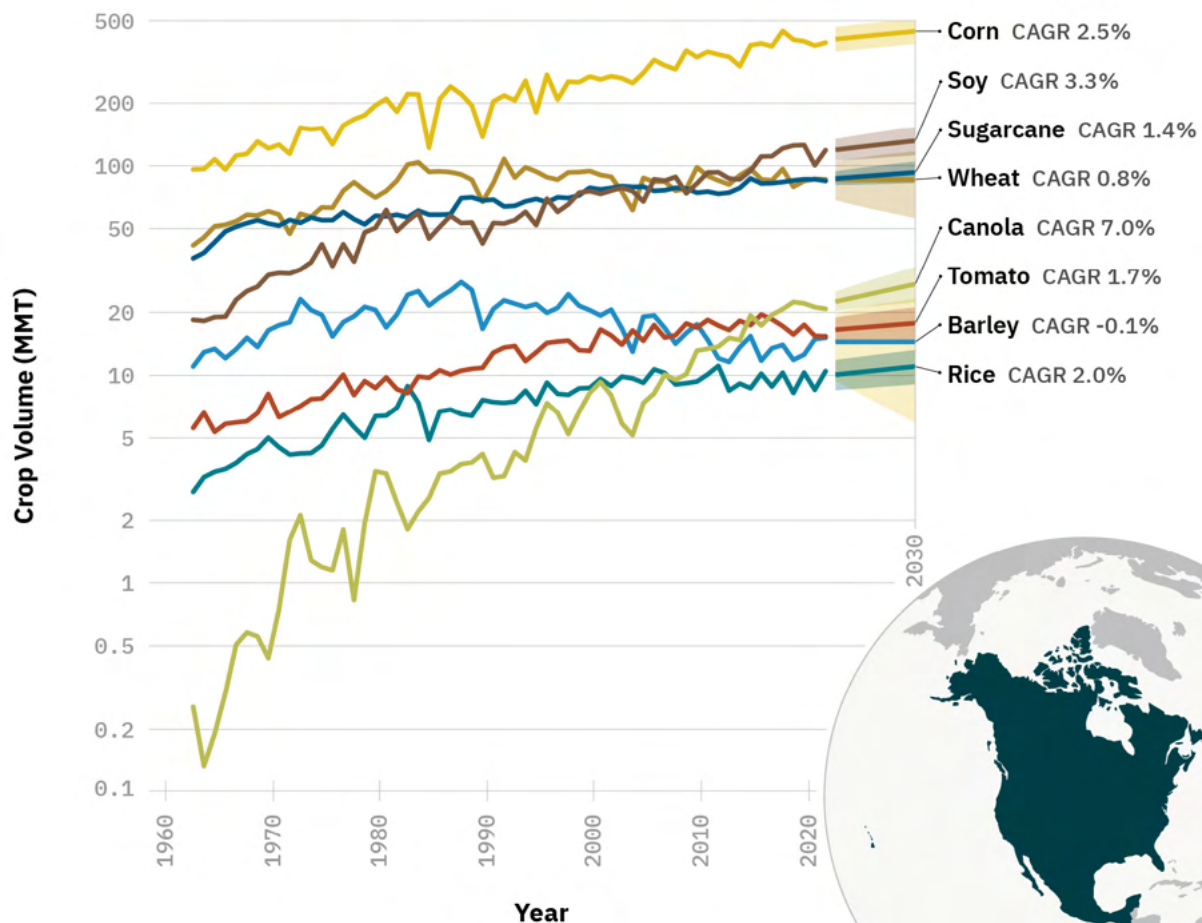 500
200
100
50
20
10
5
2
1
0.5
0.2
0.1
Crop Volume (MMT)
Corn CAGR 2.5%
Soy CAGR 3.3%
Sugarcane CAGR 1.4%
Wheat CAGR 0.8%
Canola CAGR 7.0%
Tomato CAGR 1.7%
Barley CAGR -0.1%
Rice CAGR 2.0%
2030
1960
1970
1980
1990
2000
2010
2020
Year